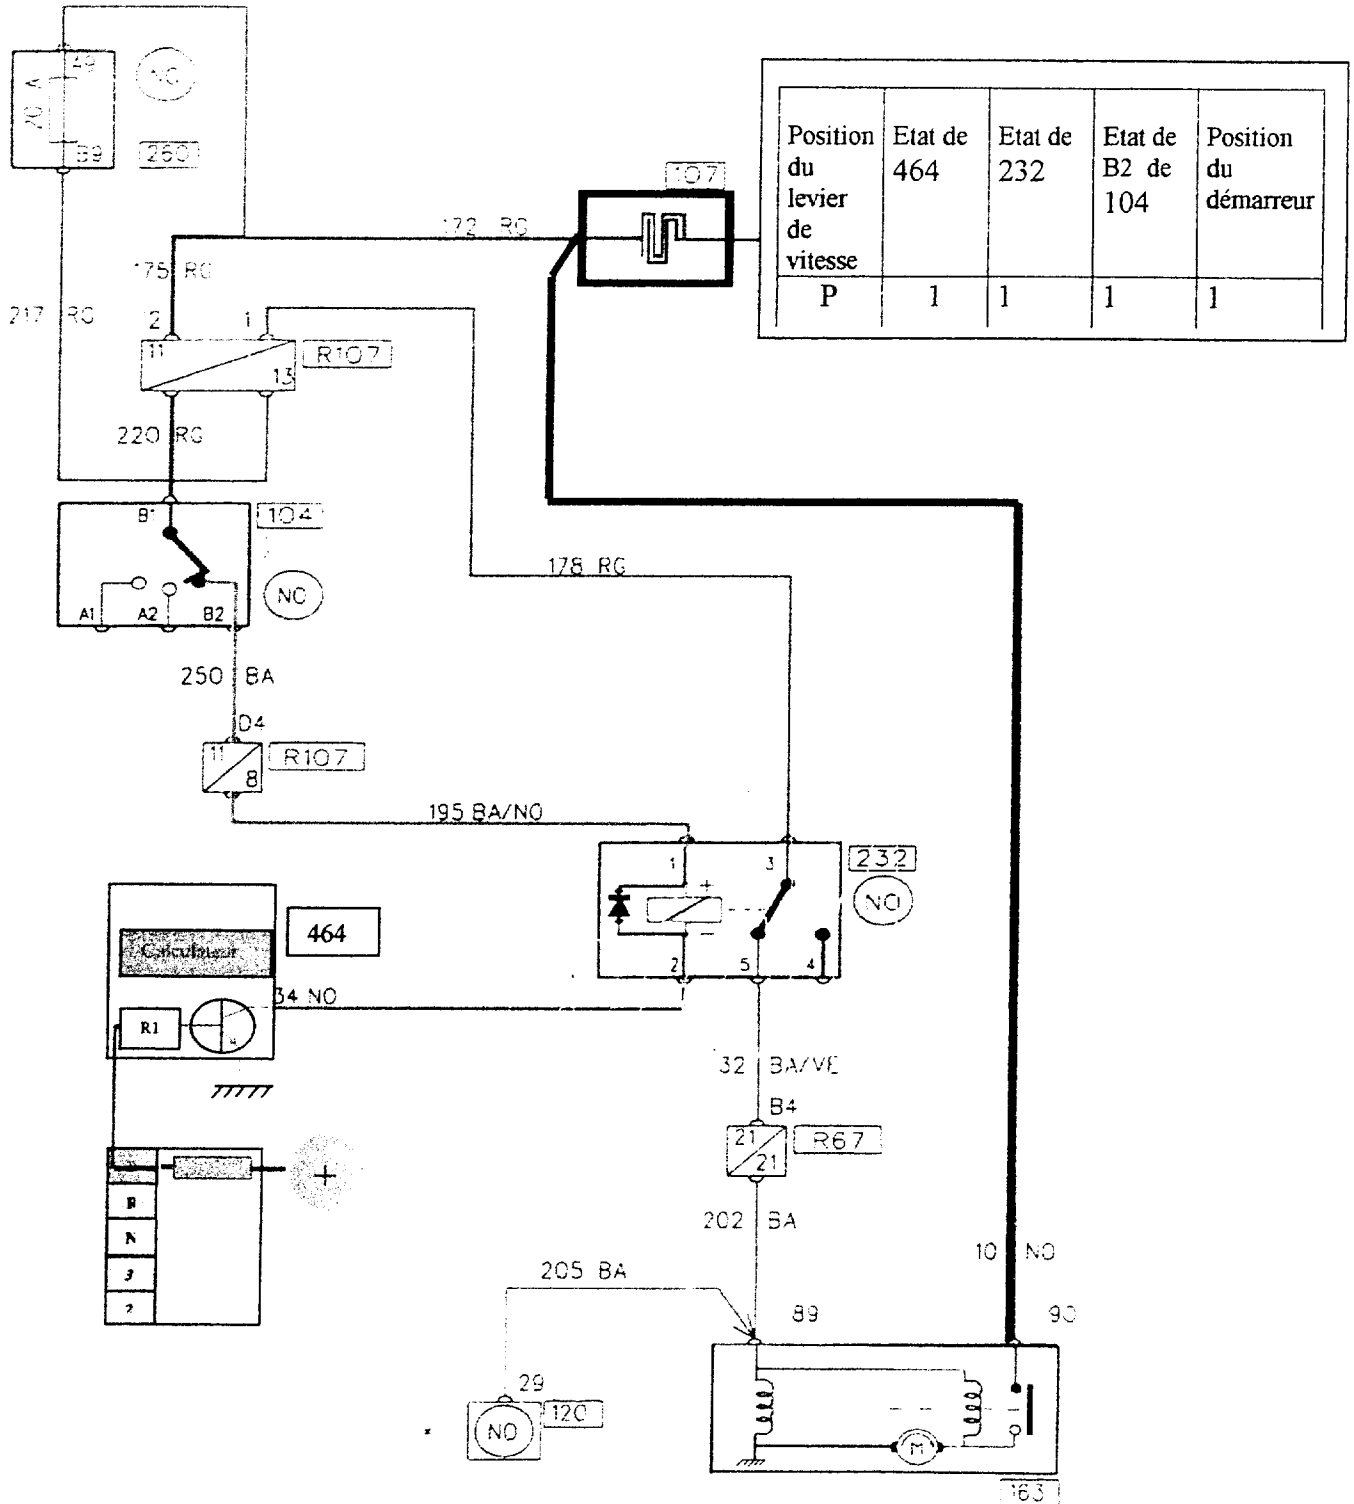 A9
NO
20 A
B9
260
107
Position du levier de vitesse
Etat de 464
Etat de 232
Etat de B2 de 104
Position du démarreur
P
1
1
1
1
172 RG
175 RG
217 RG
2
1
11
13
R107
220 RG
B1
104
NO
A1
A2
B2
250 BA
D4
11
8
R107
195 BA/NO
178 RG
1
3
232
NO
+
−
2
5
4
Calculateur
464
34 NO
R1
32 BA/VE
B4
21
21
R67
+
R
N
3
2
202 BA
10 NO
205 BA
89
90
29
120
NO
M
163